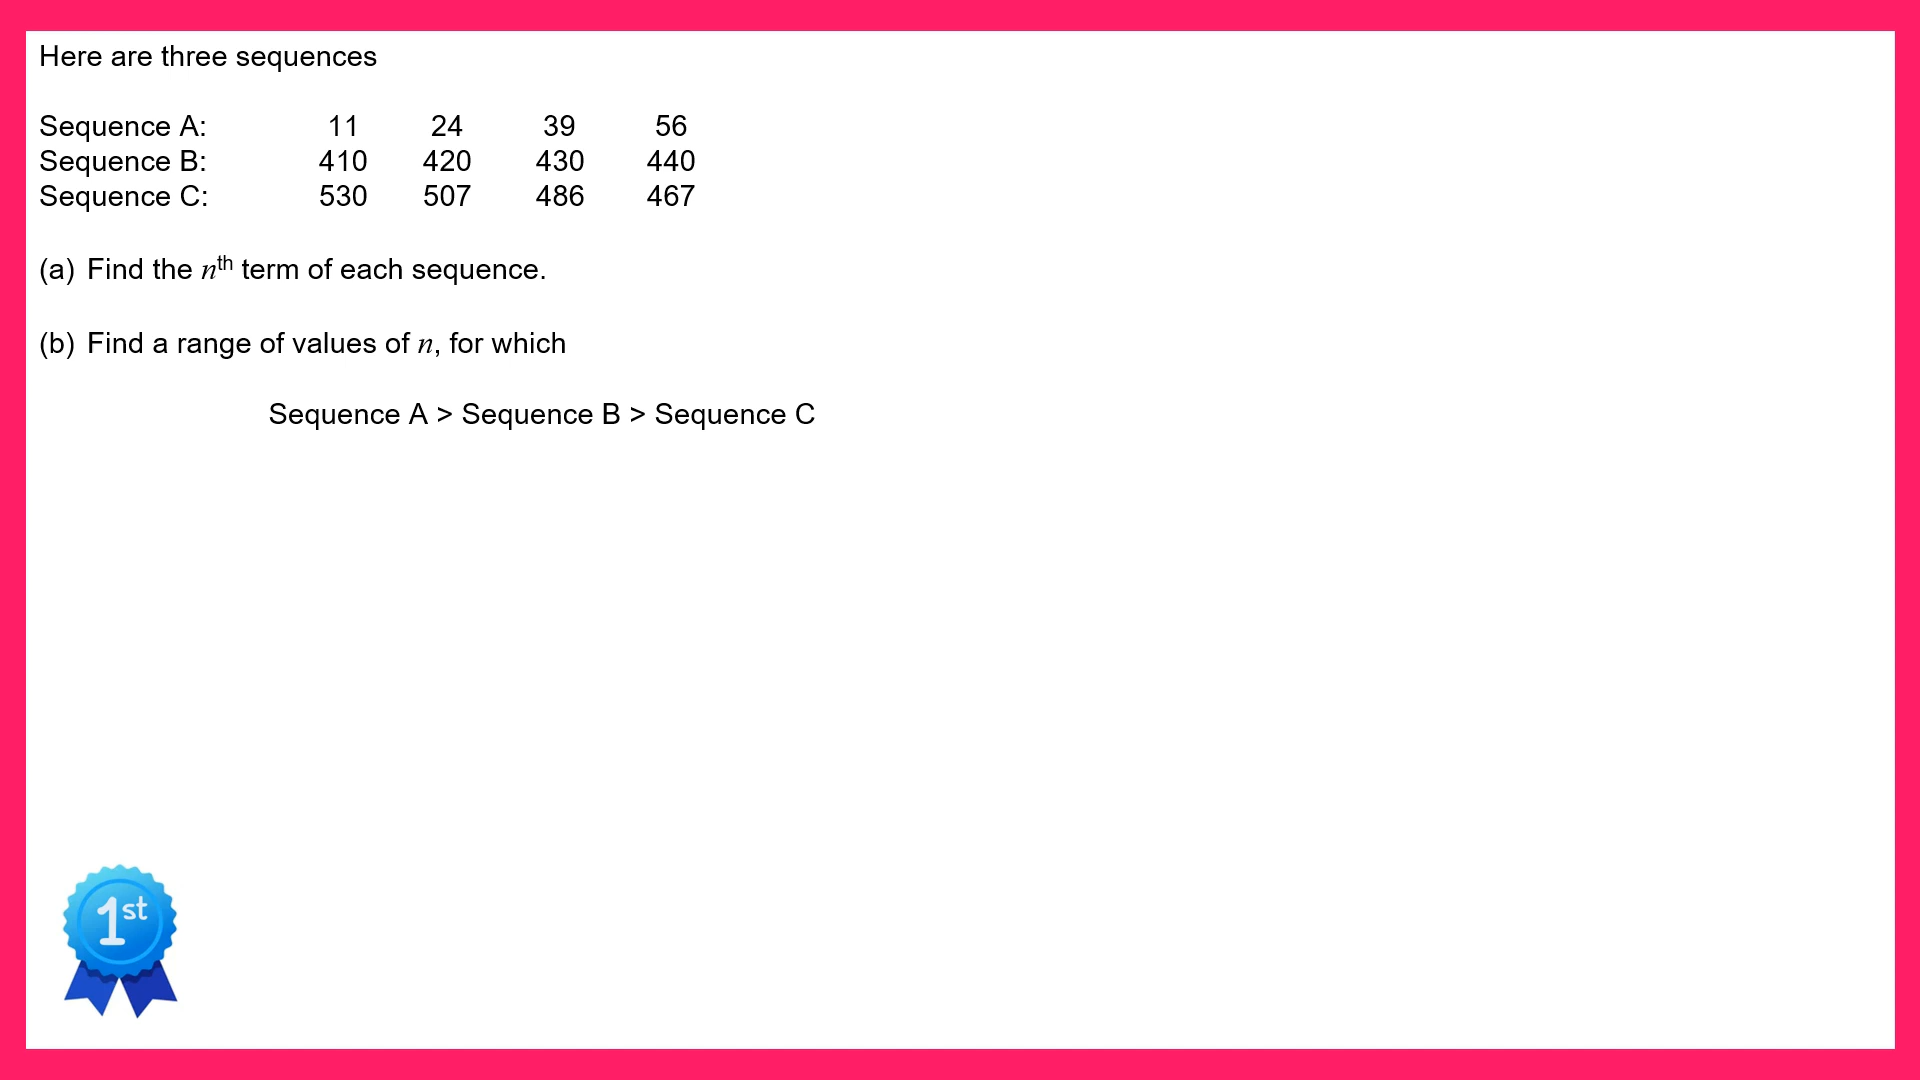 Here are three sequences
Sequence A: 11 24 39 56
Sequence B: 410 420 430 440
Sequence C: 530 507 486 467
(a) Find the nth term of each sequence.
(b) Find a range of values of n, for which
Sequence A > Sequence B > Sequence C
1st